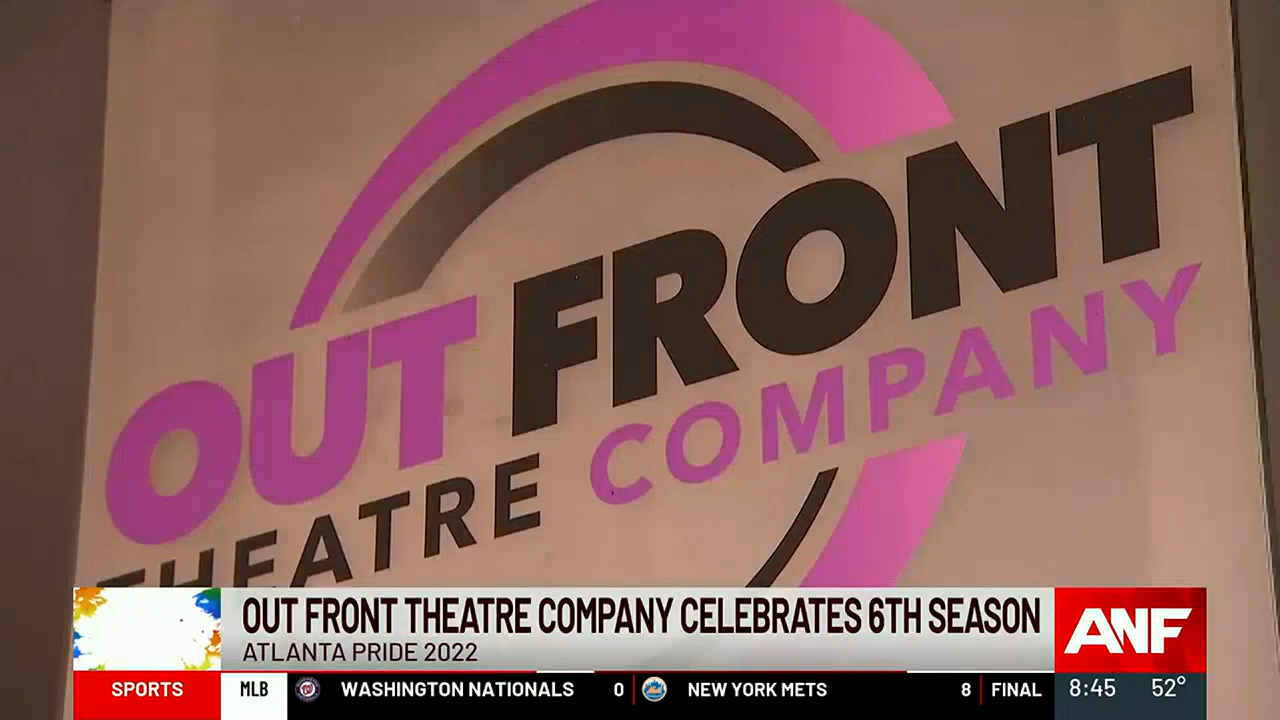 OUT FRONT
THEATRE COMPANY
OUT FRONT THEATRE COMPANY CELEBRATES 6TH SEASON
ATLANTA PRIDE 2022
ANF
SPORTS MLB WASHINGTON NATIONALS 0 NEW YORK METS 8 FINAL 8:45 52°